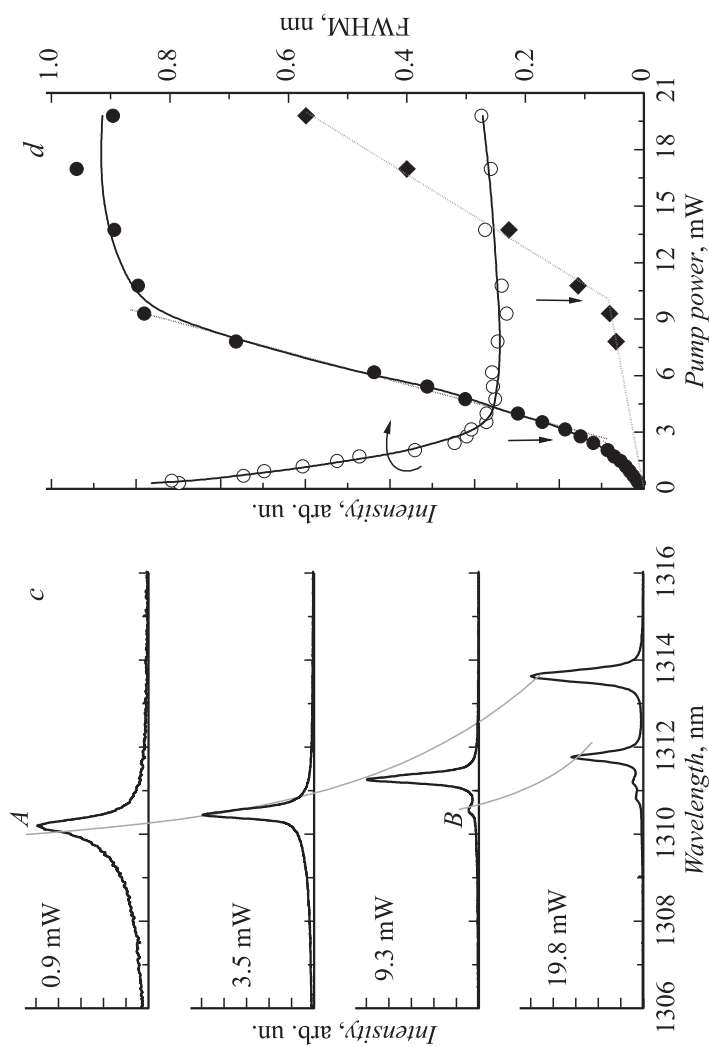 c
Intensity, arb. un.
A
0.9 mW
3.5 mW
9.3 mW
B
19.8 mW
1306 1308 1310 1312 1314 1316
Wavelength, nm
d
Intensity, arb. un.
FWHM, nm
1.0
0.8
0.6
0.4
0.2
0
0 3 6 9 12 15 18 21
Pump power, mW